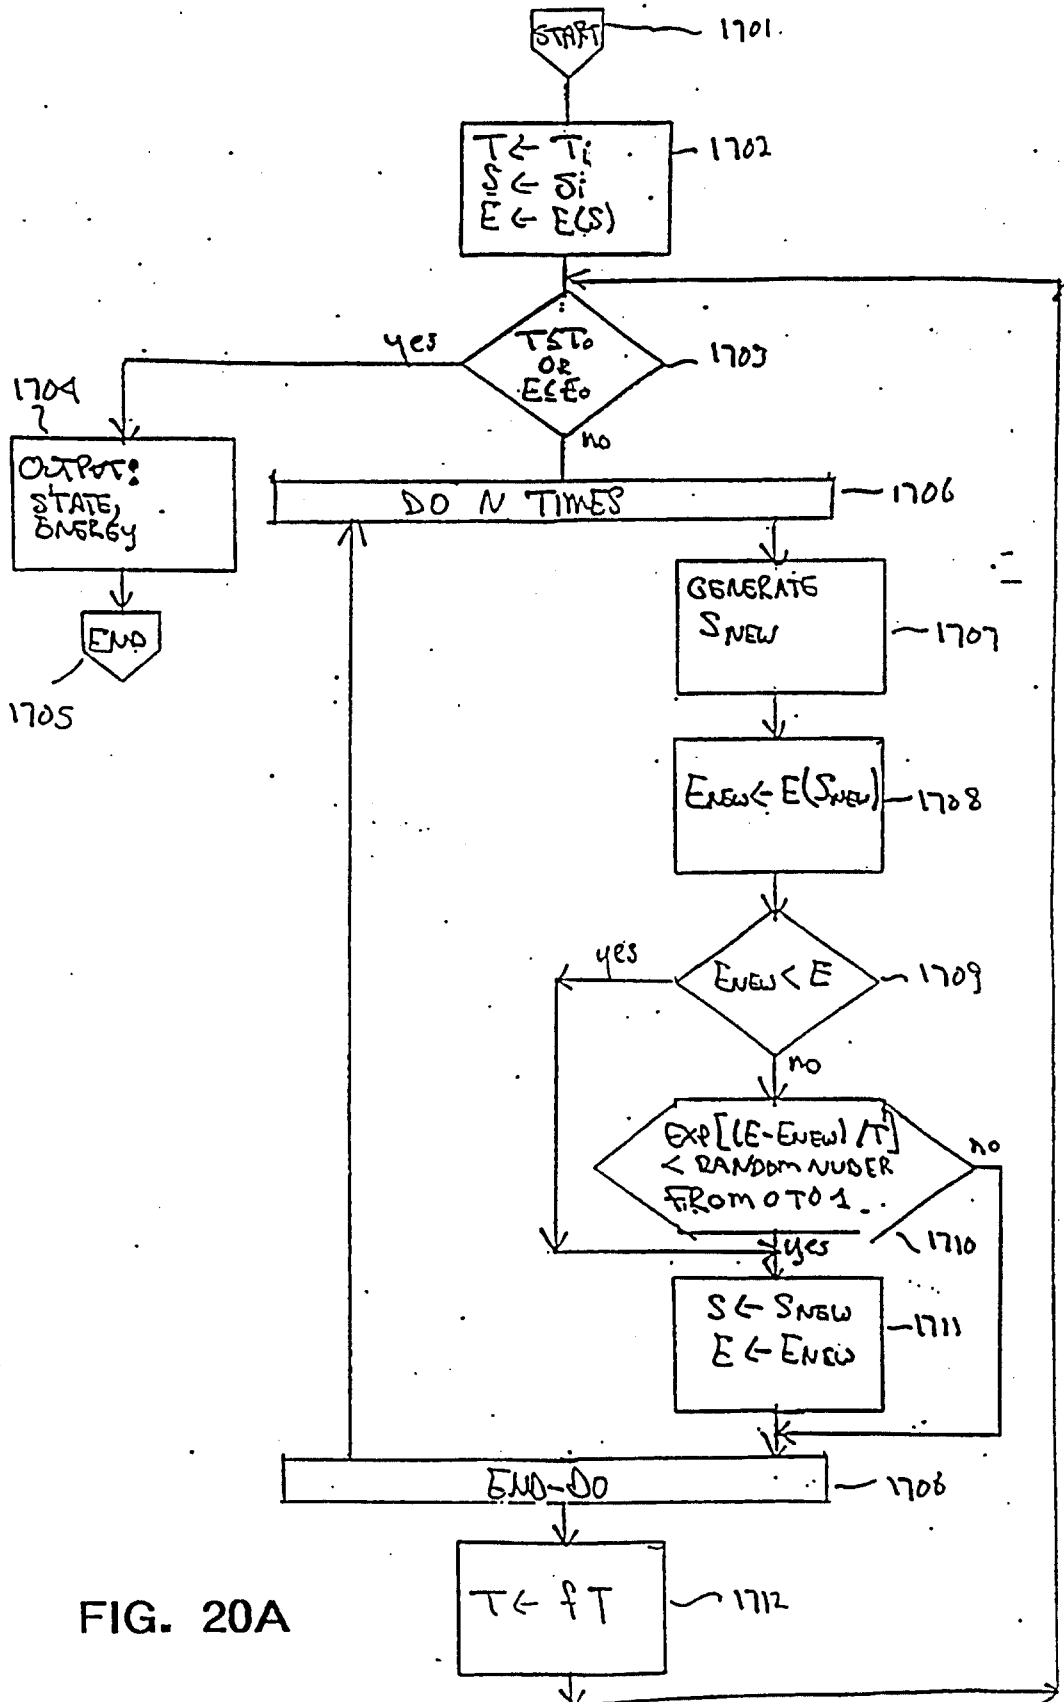 START
1701
T ← Ti
S ← Si
E ← E(S)
1702
T≤T0
OR
E≤E0
1703
yes
no
1704
OUTPUT:
STATE,
ENERGY
END
1705
DO N TIMES
1706
GENERATE
SNEW
1707
ENEW ← E(SNEW)
1708
ENEW < E
1709
yes
no
EXP[(E-ENEW)/T]
< RANDOM NUBER
FROM 0 TO 1
1710
no
yes
S ← SNEW
E ← ENEW
1711
END-DO
1706
T ← f T
1712
FIG. 20A